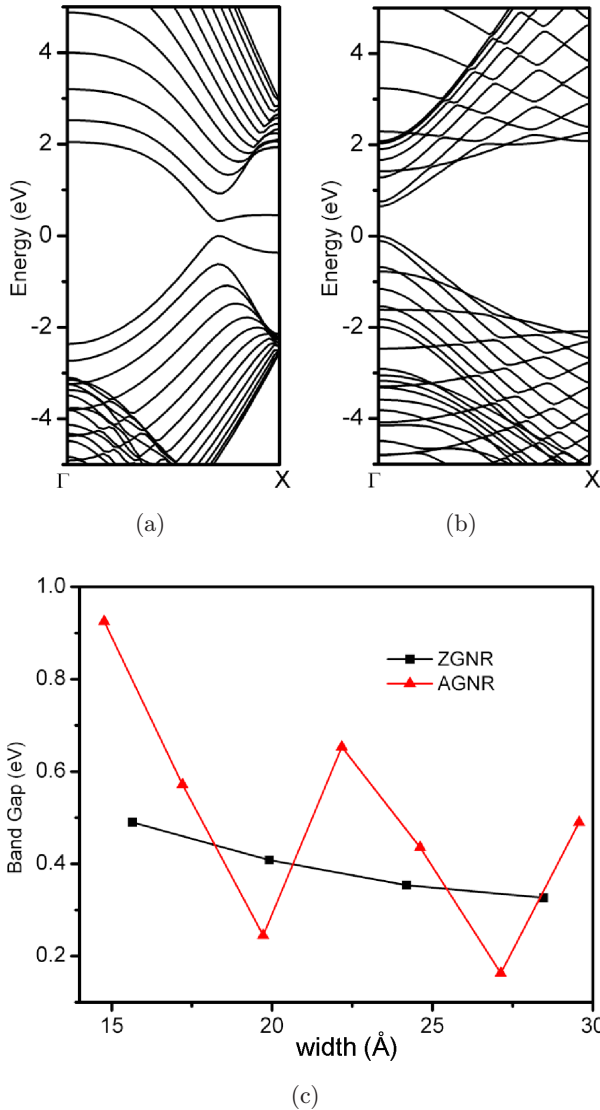 4
2
0
-2
-4
Energy (eV)
Γ
X
(a)
4
2
0
-2
-4
Energy (eV)
Γ
X
(b)
1.0
0.8
0.6
0.4
0.2
Band Gap (eV)
ZGNR
AGNR
15
20
25
30
width (Å)
(c)